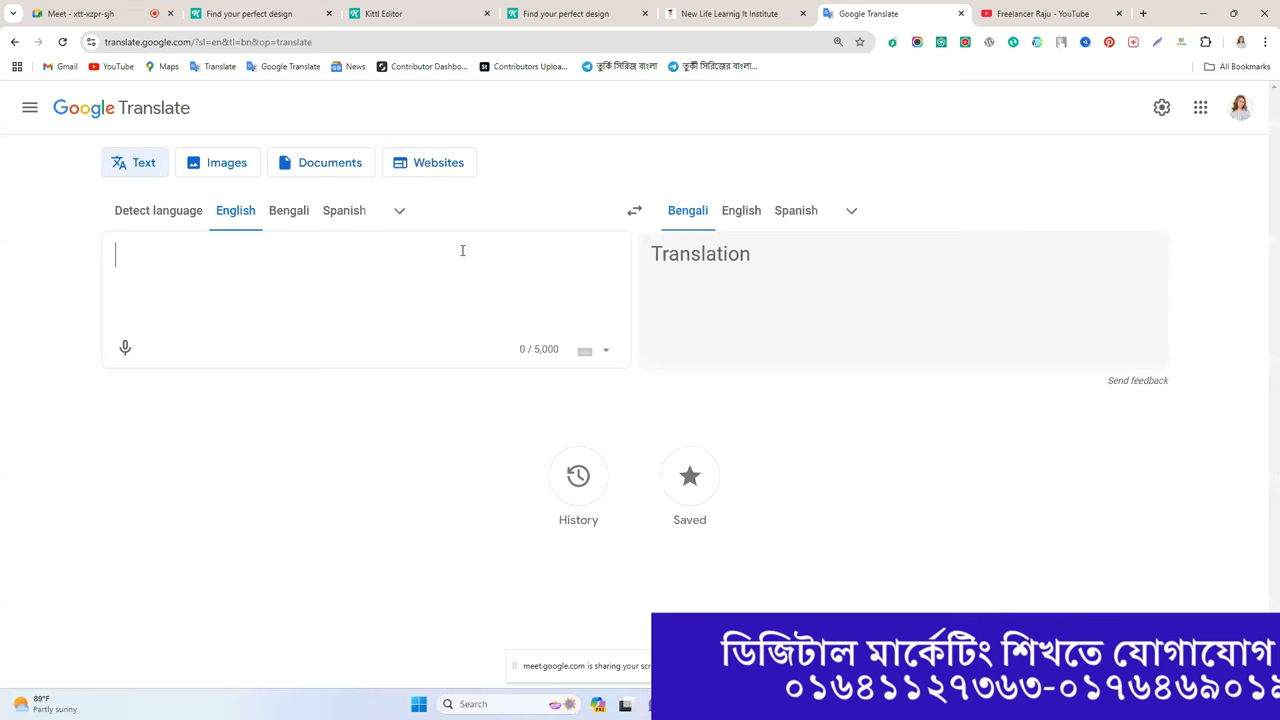 Meet - xtt-xzpr-sjh
Find your perfect design
Kittl Editor
Find your perfect design
New Life Learnig It Institute
Google Translate
Freelancer Raju - YouTube
translate.google.com/?sl=en&tl=bn&op=translate
Gmail
YouTube
Maps
Translate
Google Translate
News
Contributor Dashbo...
Contributors Uploa...
তুর্কি সিরিজ বাংলা
তুর্কী সিরিজের বাংলা...
All Bookmarks
Google Translate
Text
Images
Documents
Websites
Detect language
English
Bengali
Spanish
Bengali
English
Spanish
Translation
0 / 5,000
Send feedback
History
Saved
meet.google.com is sharing your scr
ডিজিটাল মার্কেটিং শিখতে যোগাযোগ
০১৬৪১১২৭৩৬৩-০১৭৬৪৬৯০১৯
89°F
Partly sunny
Search